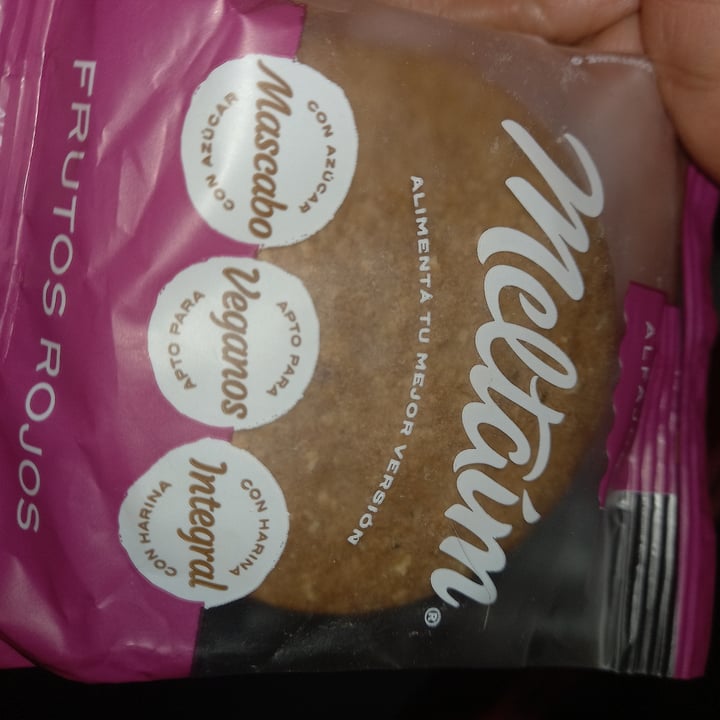 Meltaim®
ALIMENTA TU MEJOR VERSIÓN
CON AZÚCAR
Mascabo
CON AZÚCAR
APTO PARA
Veganos
APTO PARA
CON HARINA
Integral
CON HARINA
FRUTOS ROJOS